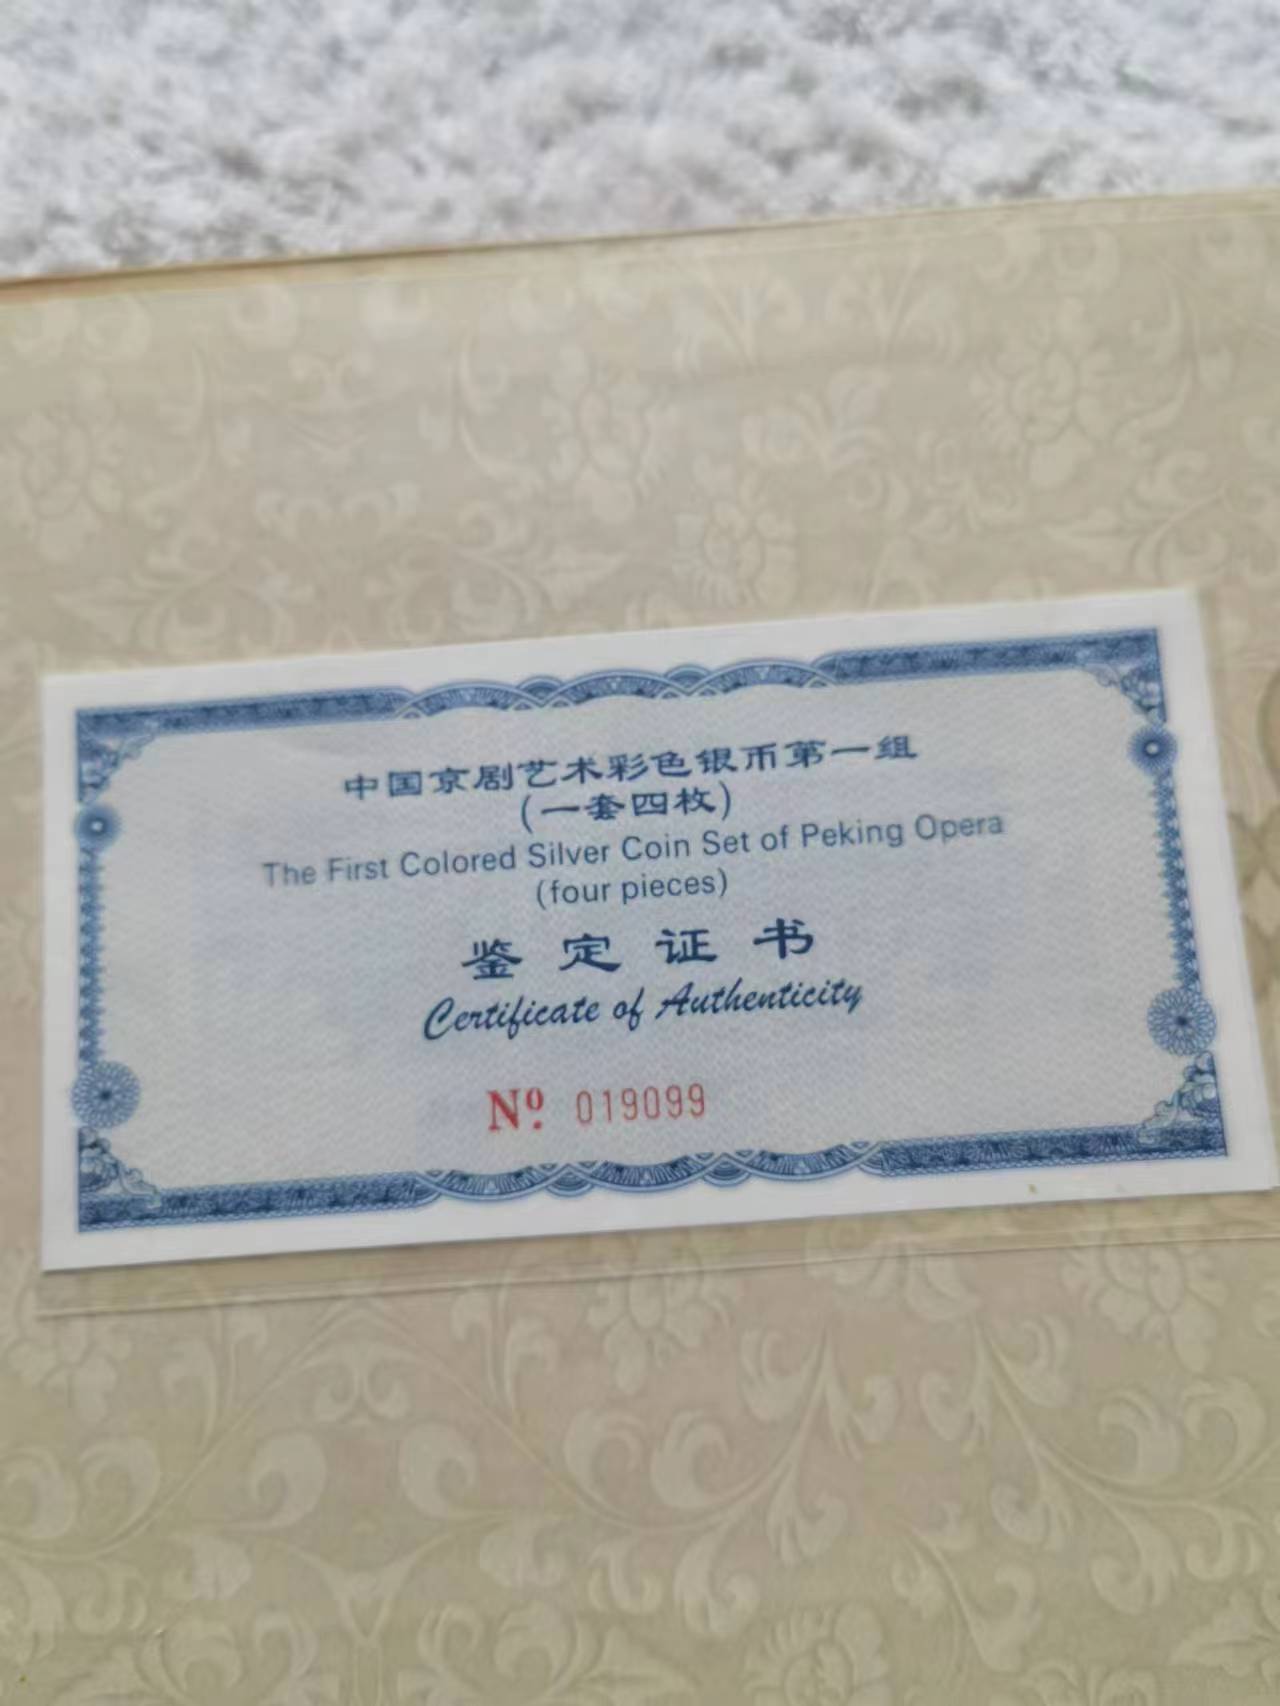 中国京剧艺术彩色银币第一组
(一套四枚)
The First Colored Silver Coin Set of Peking Opera
(four pieces)
鉴定证书
Certificate of Authenticity
Nº. 019099